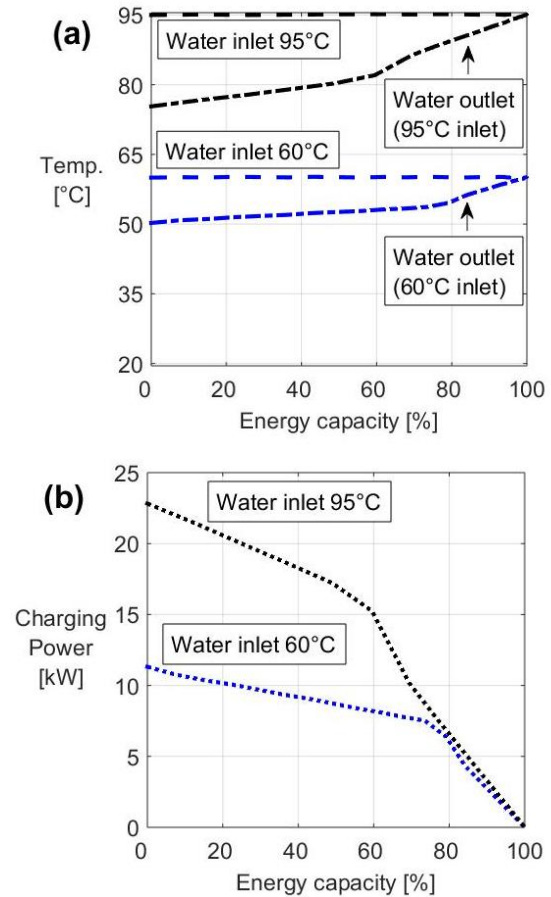 (a)
95
80
65
50
35
20
Temp.
[°C]
Water inlet 95°C
Water outlet
(95°C inlet)
Water inlet 60°C
Water outlet
(60°C inlet)
0 20 40 60 80 100
Energy capacity [%]
(b)
25
20
15
10
5
0
Charging
Power
[kW]
Water inlet 95°C
Water inlet 60°C
0 20 40 60 80 100
Energy capacity [%]